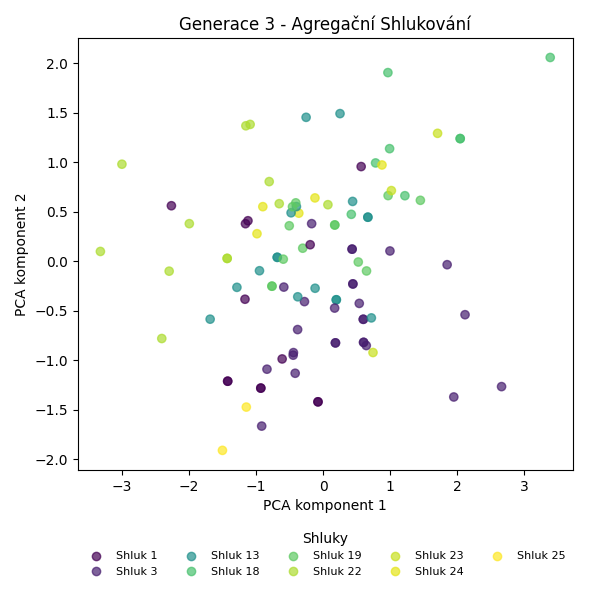 Generace 3 - Agregační Shlukování
PCA komponent 2
2.0
1.5
1.0
0.5
0.0
−0.5
−1.0
−1.5
−2.0
−3 −2 −1 0 1 2 3
PCA komponent 1
Shluky
Shluk 1 Shluk 13 Shluk 19 Shluk 23 Shluk 25
Shluk 3 Shluk 18 Shluk 22 Shluk 24